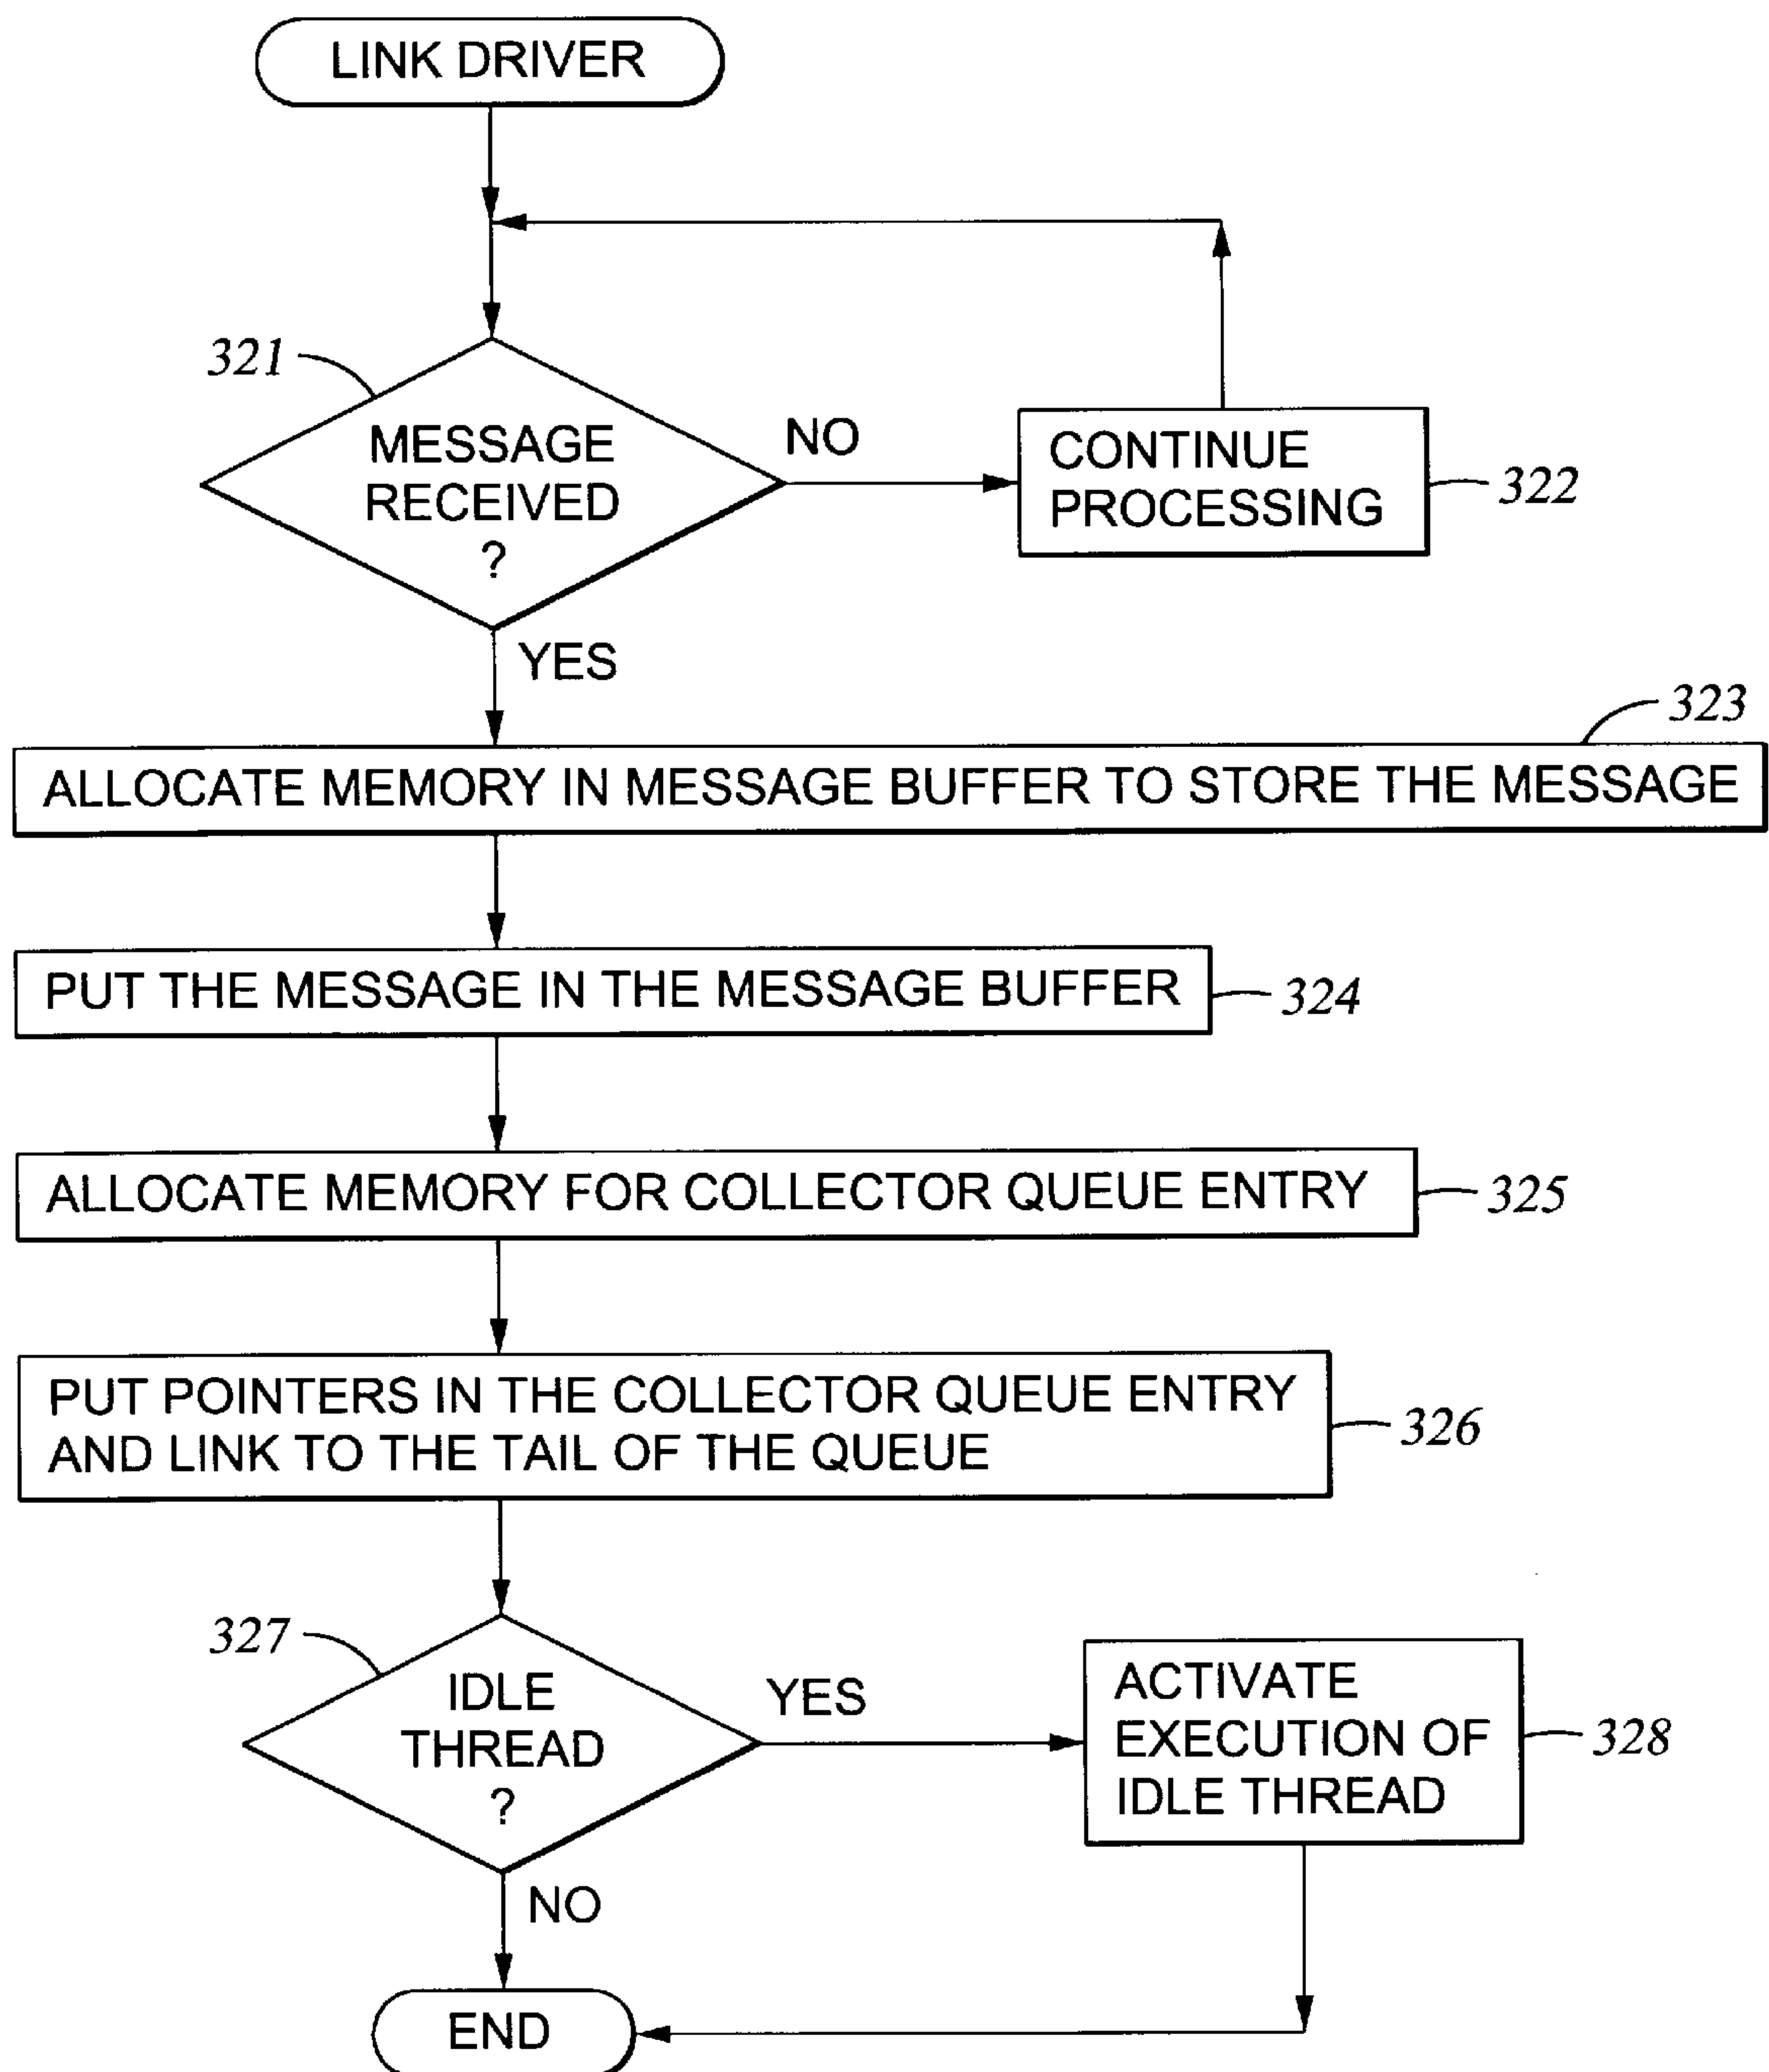 LINK DRIVER
321
MESSAGE
RECEIVED
?
NO
CONTINUE
PROCESSING
322
YES
323
ALLOCATE MEMORY IN MESSAGE BUFFER TO STORE THE MESSAGE
PUT THE MESSAGE IN THE MESSAGE BUFFER
324
ALLOCATE MEMORY FOR COLLECTOR QUEUE ENTRY
325
PUT POINTERS IN THE COLLECTOR QUEUE ENTRY
AND LINK TO THE TAIL OF THE QUEUE
326
327
IDLE
THREAD
?
YES
ACTIVATE
EXECUTION OF
IDLE THREAD
328
NO
END